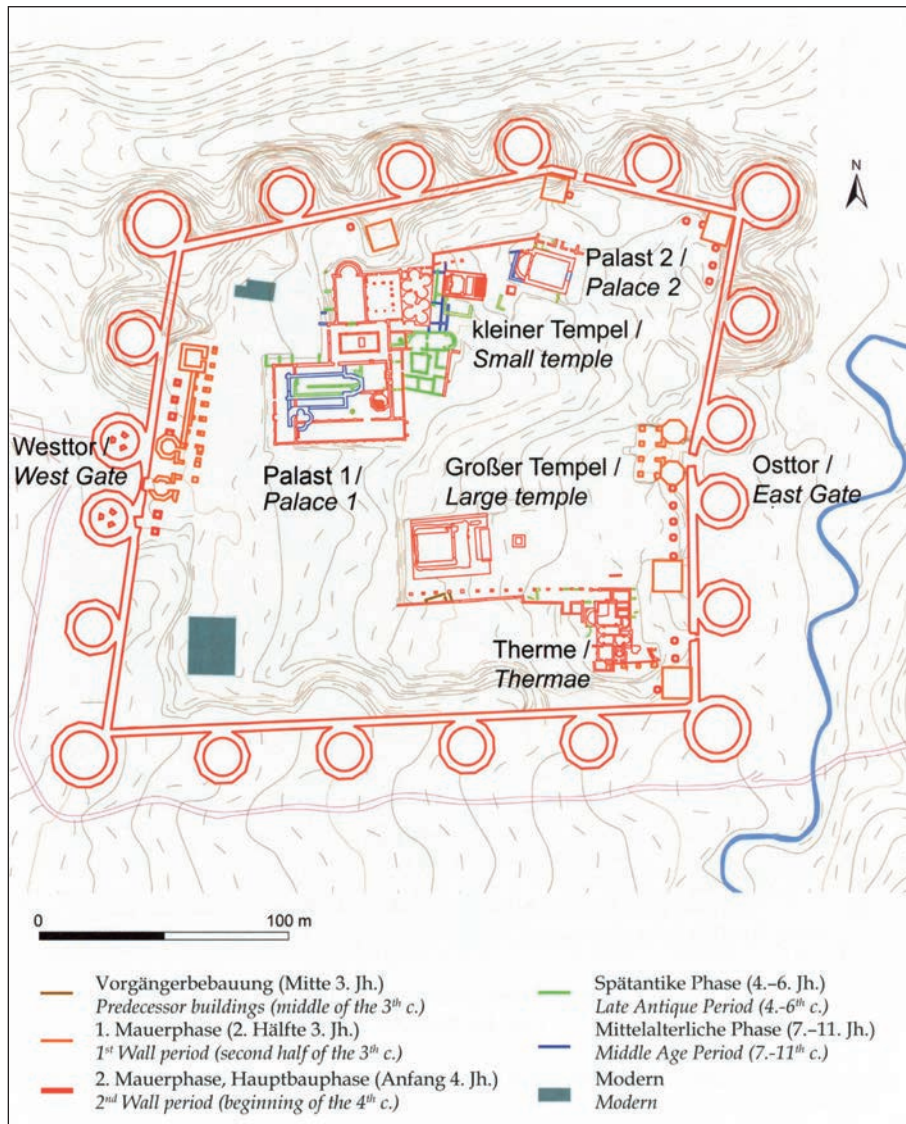 N
Palast 2 /
Palace 2
kleiner Tempel /
Small temple
Westtor /
West Gate
Palast 1/
Palace 1
Großer Tempel /
Large temple
Osttor /
East Gate
Therme /
Thermae
0 100 m
Vorgängerbebauung (Mitte 3. Jh.)
Predecessor buildings (middle of the 3th c.)
1. Mauerphase (2. Hälfte 3. Jh.)
1st Wall period (second half of the 3th c.)
2. Mauerphase, Hauptbauphase (Anfang 4. Jh.)
2nd Wall period (beginning of the 4th c.)
Spätantike Phase (4.–6. Jh.)
Late Antique Period (4.-6th c.)
Mittelalterliche Phase (7.–11. Jh.)
Middle Age Period (7.-11th c.)
Modern
Modern